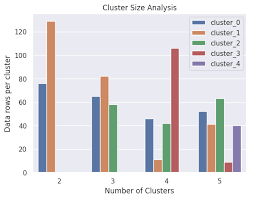 Cluster Size Analysis
cluster_0
cluster_1
cluster_2
cluster_3
cluster_4
Data rows per cluster
120
100
80
60
40
20
0
2 3 4 5
Number of Clusters